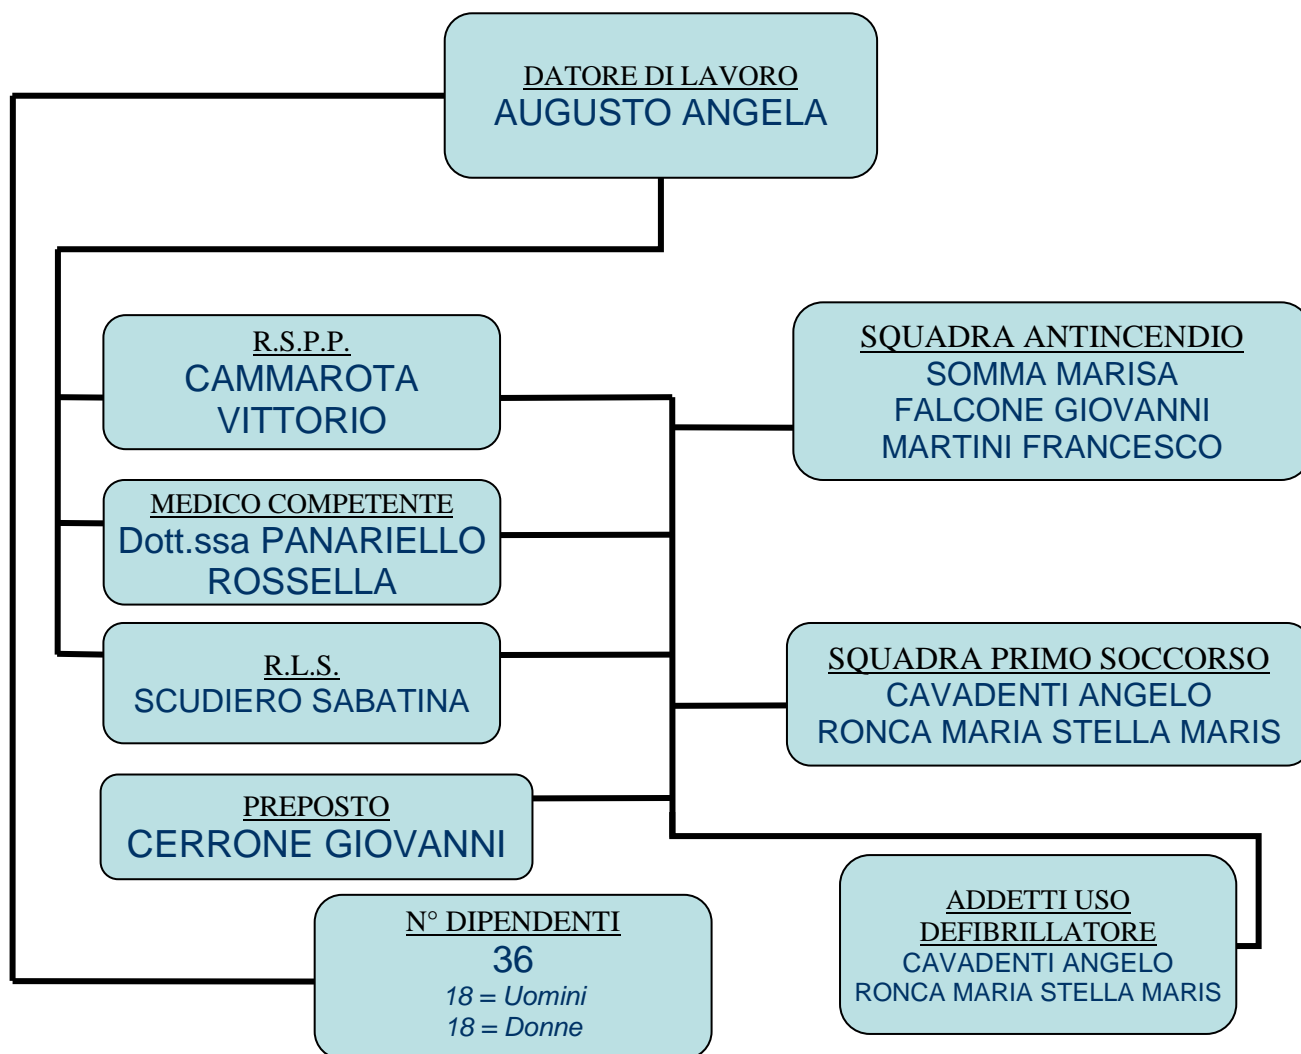 DATORE DI LAVORO
AUGUSTO ANGELA
R.S.P.P.
CAMMAROTA
VITTORIO
SQUADRA ANTINCENDIO
SOMMA MARISA
FALCONE GIOVANNI
MARTINI FRANCESCO
MEDICO COMPETENTE
Dott.ssa PANARIELLO
ROSSELLA
R.L.S.
SCUDIERO SABATINA
SQUADRA PRIMO SOCCORSO
CAVADENTI ANGELO
RONCA MARIA STELLA MARIS
PREPOSTO
CERRONE GIOVANNI
N° DIPENDENTI
36
18 = Uomini
18 = Donne
ADDETTI USO
DEFIBRILLATORE
CAVADENTI ANGELO
RONCA MARIA STELLA MARIS